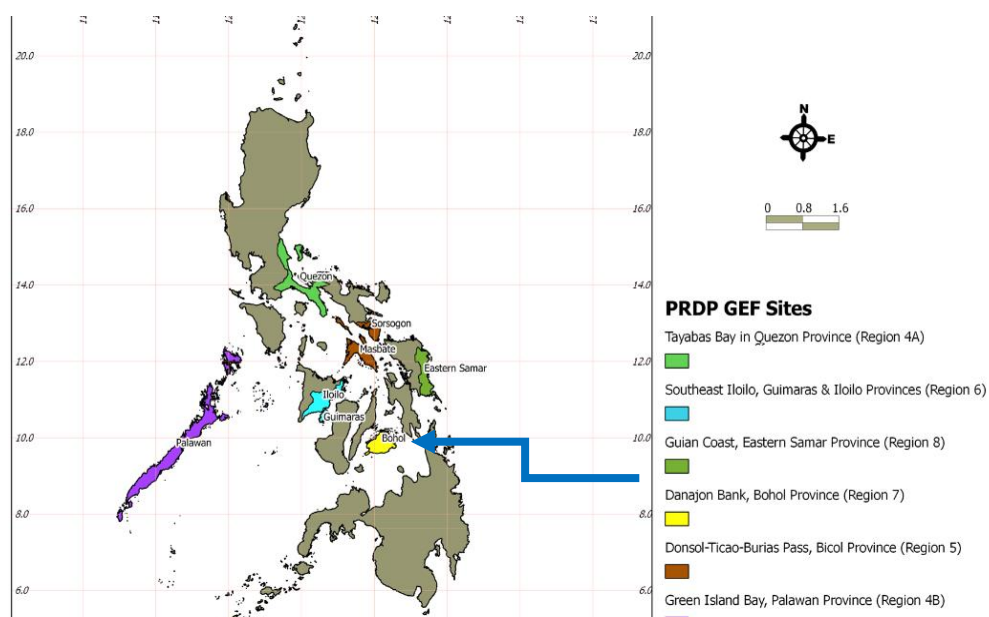 20.0
20.0
18.0
18.0
16.0
16.0
14.0
14.0
12.0
12.0
10.0
10.0
8.0
8.0
6.0
6.0
Quezon
Sorsogon
Masbate
Eastern Samar
Iloilo
Guimaras
Bohol
Palawan
N
E
0 0.8 1.6
PRDP GEF Sites
Tayabas Bay in Quezon Province (Region 4A)
Southeast Iloilo, Guimaras & Iloilo Provinces (Region 6)
Guian Coast, Eastern Samar Province (Region 8)
Danajon Bank, Bohol Province (Region 7)
Donsol-Ticao-Burias Pass, Bicol Province (Region 5)
Green Island Bay, Palawan Province (Region 4B)